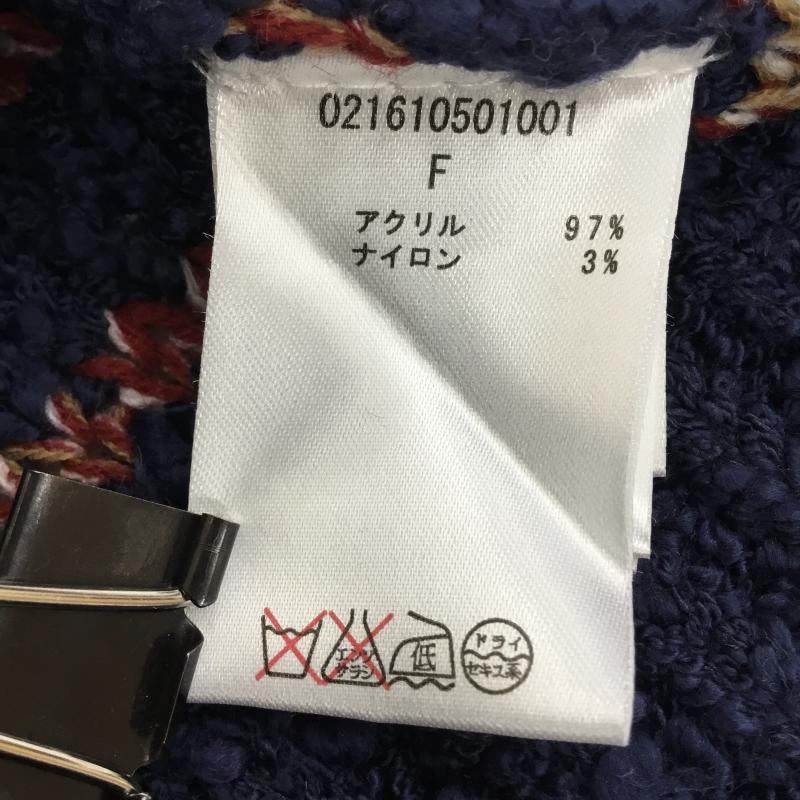 021610501001
F
アクリル 97%
ナイロン 3%
エンソ サラシ 低 ドライ セキユ系